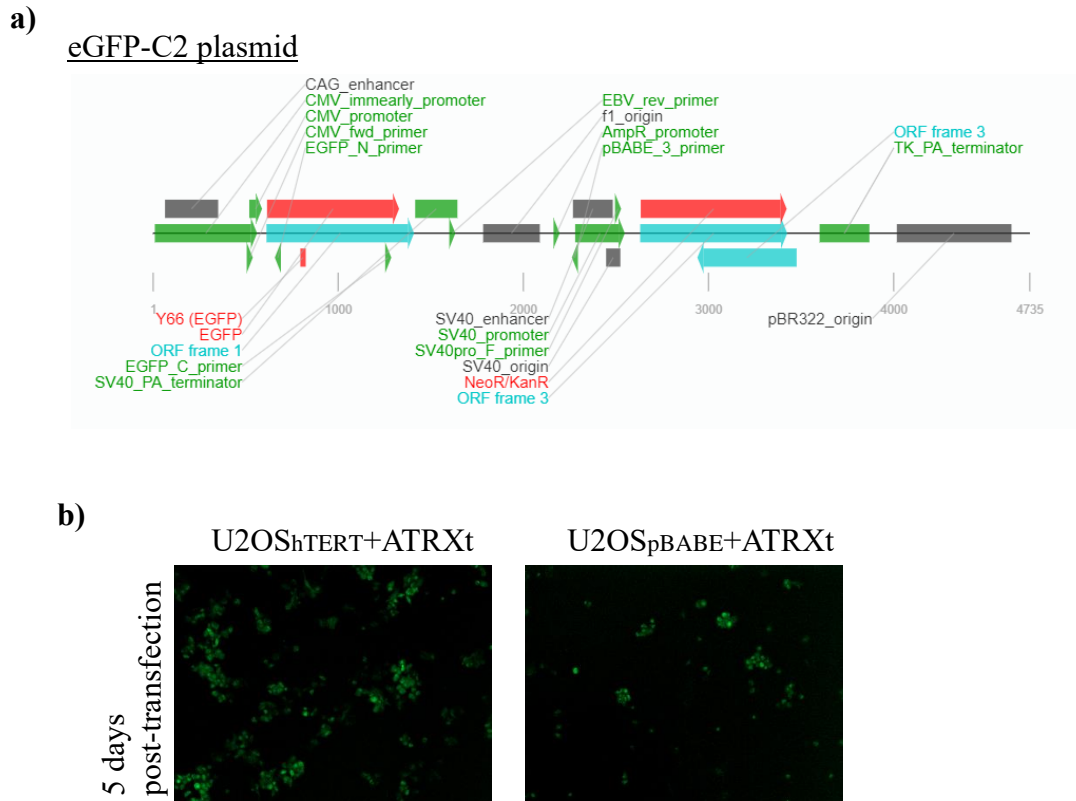 a)
eGFP-C2 plasmid
CAG_enhancer
CMV_immearly_promoter
CMV_promoter
CMV_fwd_primer
EGFP_N_primer
EBV_rev_primer
f1_origin
AmpR_promoter
pBABE_3_primer
ORF frame 3
TK_PA_terminator
1 1000 2000 3000 4000 4735
Y66 (EGFP)
EGFP
ORF frame 1
EGFP_C_primer
SV40_PA_terminator
SV40_enhancer
SV40_promoter
SV40pro_F_primer
SV40_origin
NeoR/KanR
ORF frame 3
pBR322_origin
b)
U2OShTERT+ATRXt
U2OSpBABE+ATRXt
5 days
post-transfection